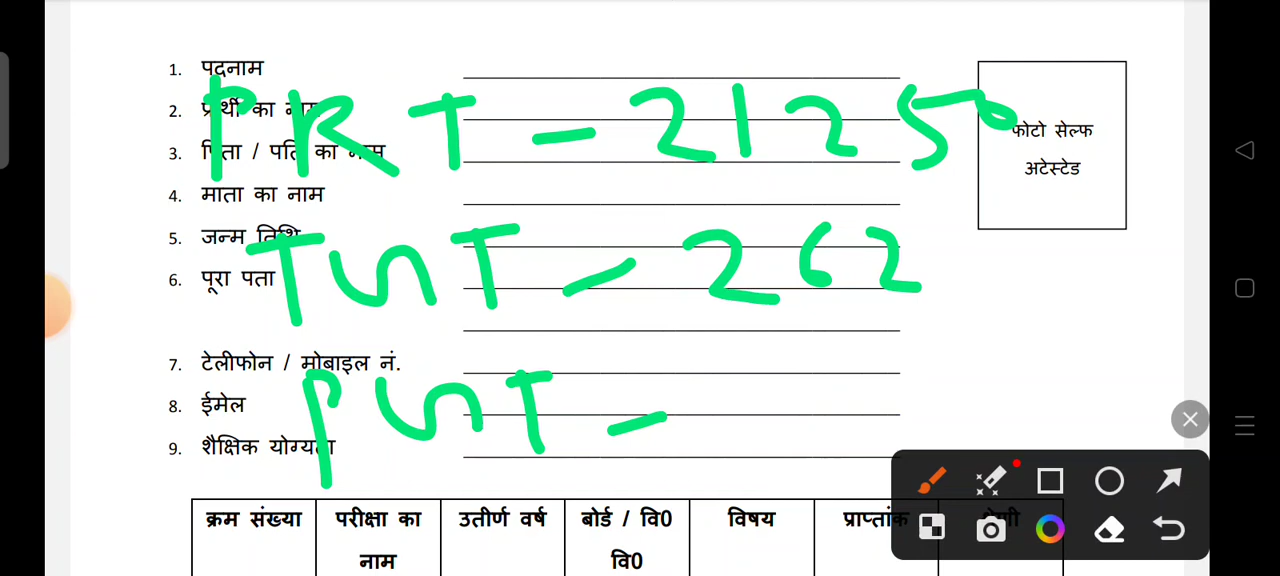 1. पदनाम
2. प्रार्थी का नाम
3. पिता / पति का नाम
4. माता का नाम
5. जन्म तिथि
6. पूरा पता
7. टेलीफोन / मोबाइल नं.
8. ईमेल
9. शैक्षिक योग्यता
फोटो सेल्फ
अटेस्टेड
PRT - 21250
TGT - 262
PGT -
क्रम संख्या परीक्षा का नाम उतीर्ण वर्ष बोर्ड / वि0 वि0 विषय प्राप्तांक श्रेणी